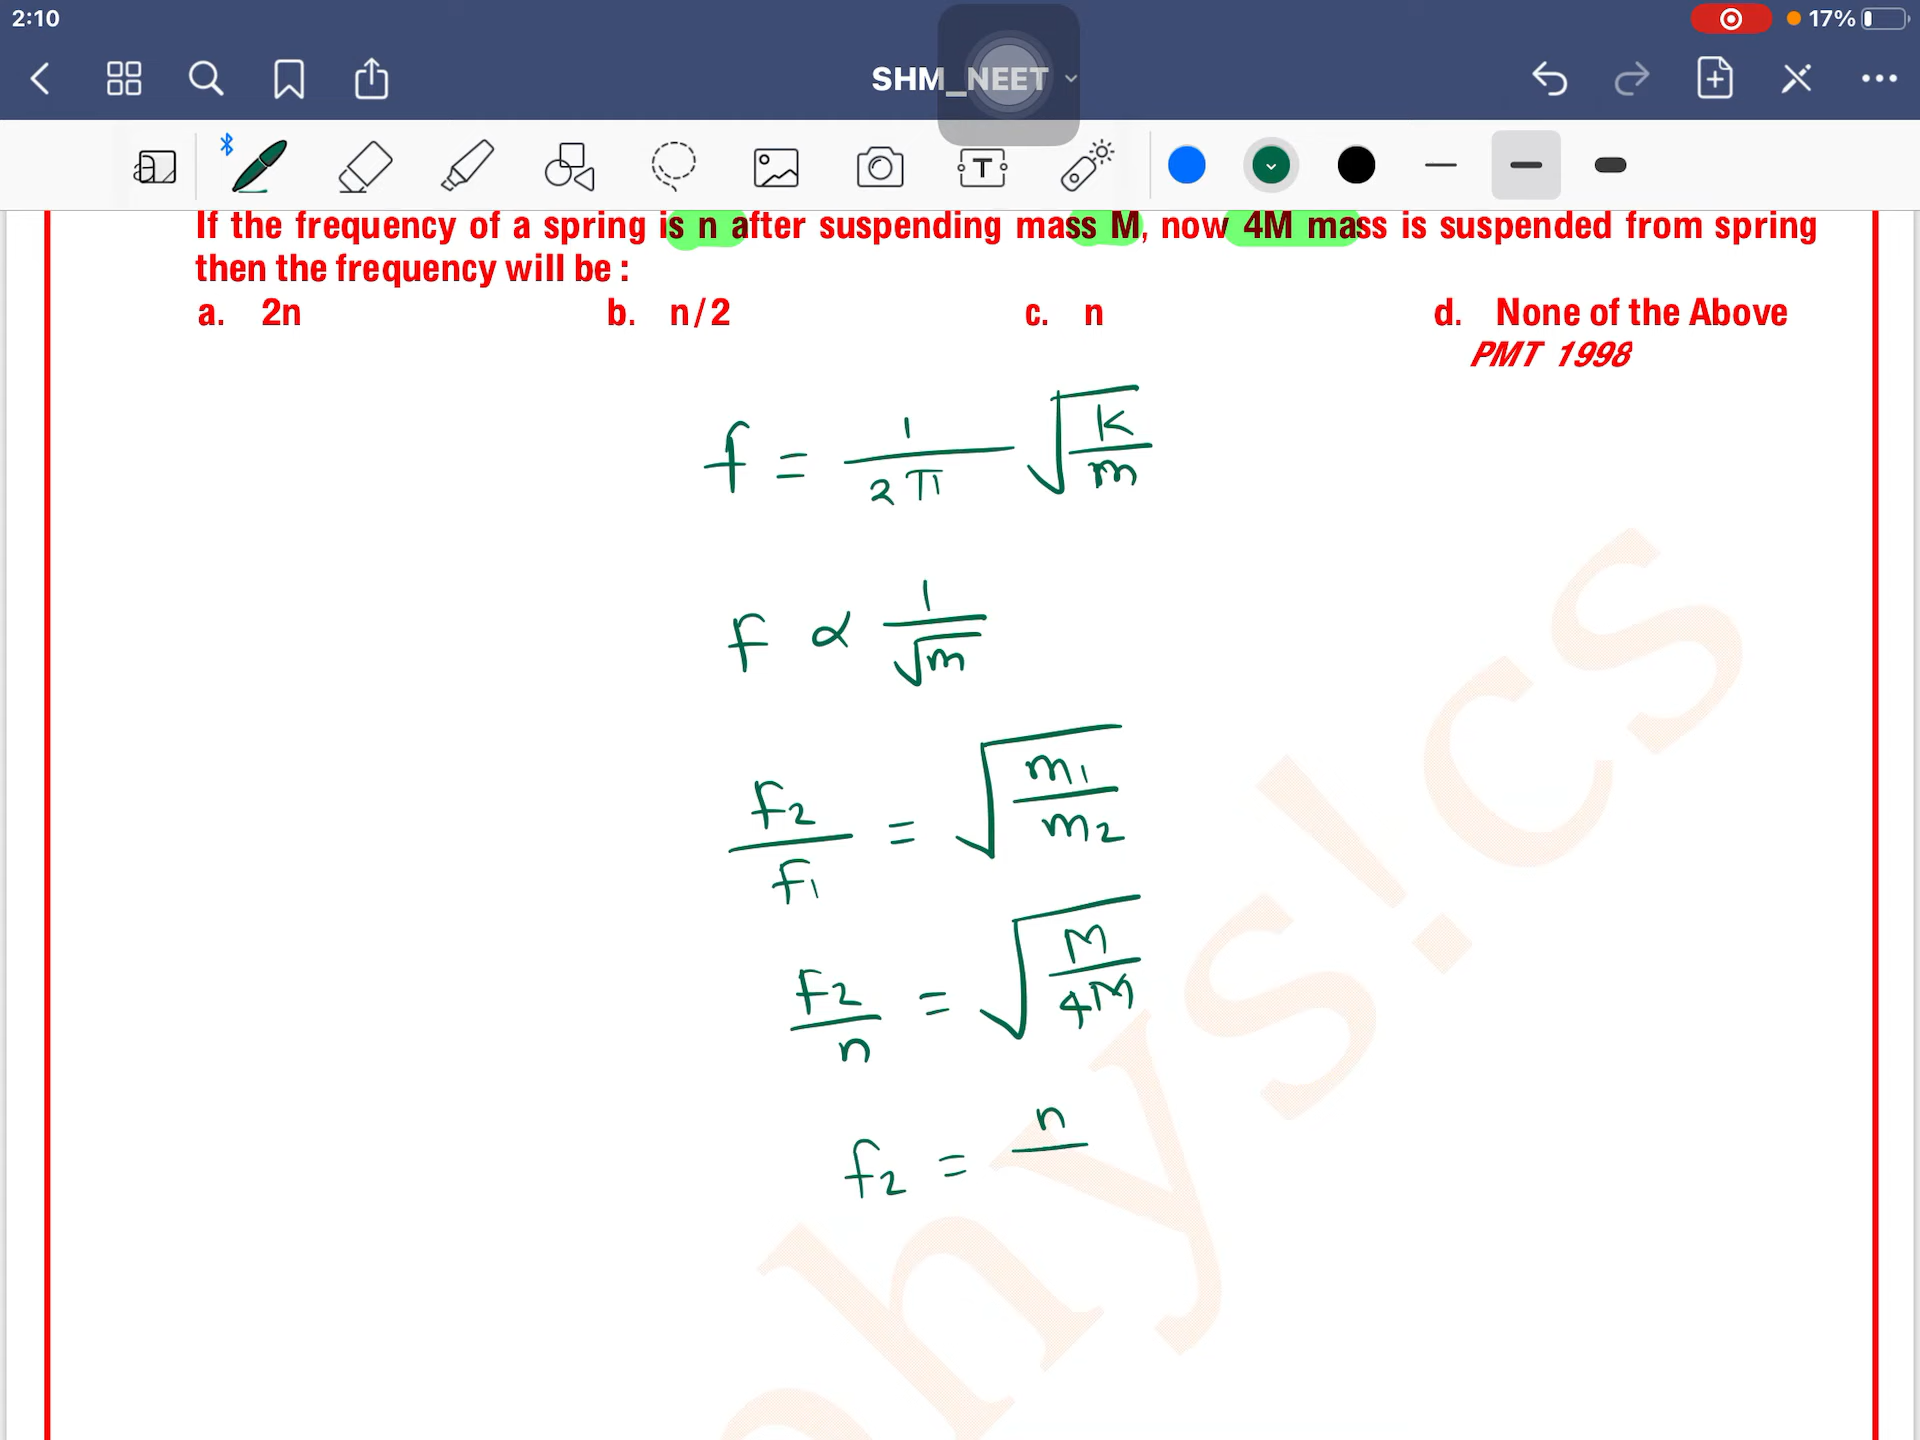 2:10
17%
SHM_NEET
If the frequency of a spring is n after suspending mass M, now 4M mass is suspended from spring
then the frequency will be :
a. 2n b. n/2 c. n d. None of the Above
PMT 1998
f = 1/2π √(K/m)
f ∝ 1/√m
f2/f1 = √(m1/m2)
f2/n = √(M/4M)
f2 = n/
hys!cs